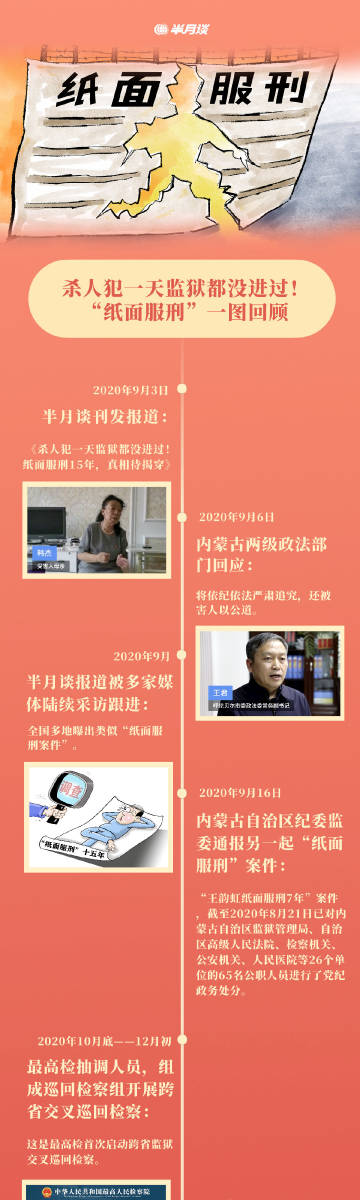 半月谈
纸面服刑
杀人犯一天监狱都没进过！
“纸面服刑”一图回顾
2020年9月3日
半月谈刊发报道：
《杀人犯一天监狱都没进过！
纸面服刑15年，真相待揭穿》
韩杰
受害人母亲
2020年9月6日
内蒙古两级政法部
门回应：
将依纪依法严肃追究，还被
害人以公道。
王君
呼伦贝尔市委政法委常务副书记
2020年9月
半月谈报道被多家媒
体陆续采访跟进：
全国多地曝出类似“纸面服
刑案件”。
调查
“纸面服刑”十五年
2020年9月16日
内蒙古自治区纪委监
委通报另一起“纸面
服刑”案件：
“王韵虹纸面服刑7年”案件
，截至2020年8月21日已对内
蒙古自治区监狱管理局、自治
区高级人民法院、检察机关、
公安机关、人民医院等26个单
位的65名公职人员进行了党纪
政务处分。
2020年10月底——12月初
最高检抽调人员，组
成巡回检察组开展跨
省交叉巡回检察：
这是最高检首次启动跨省监狱
交叉巡回检察。
中华人民共和国最高人民检察院